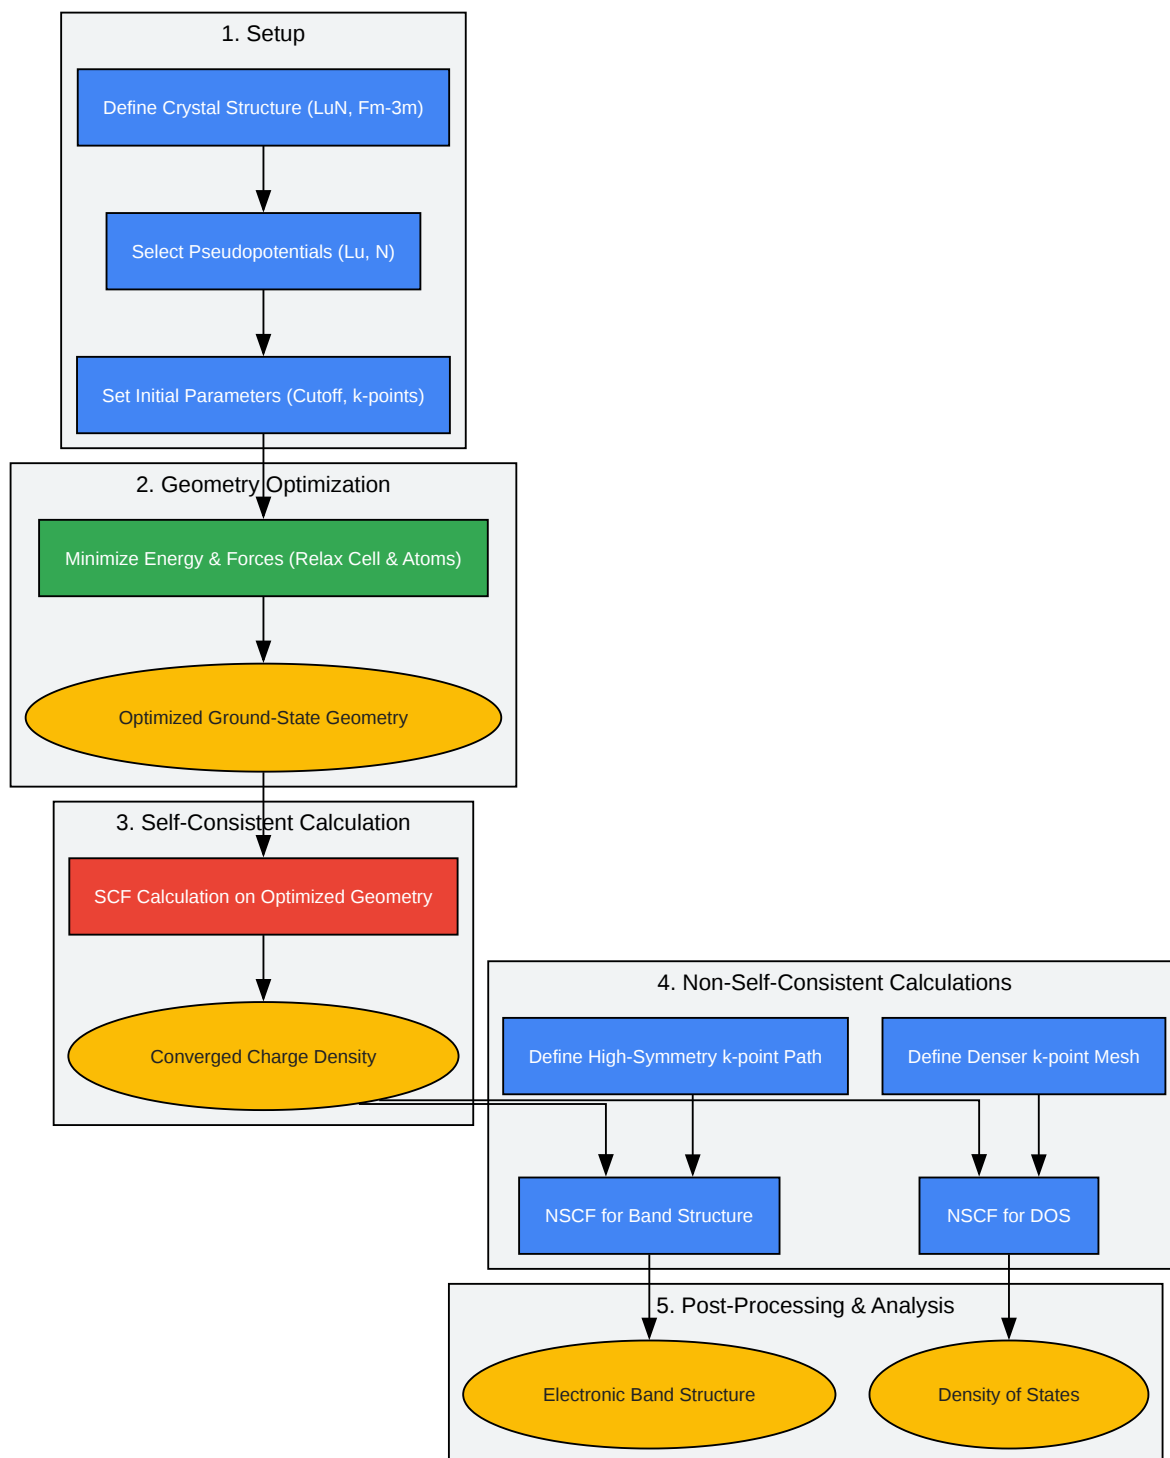 1. Setup
Define Crystal Structure (LuN, Fm-3m)
Select Pseudopotentials (Lu, N)
Set Initial Parameters (Cutoff, k-points)
2. Geometry Optimization
Minimize Energy & Forces (Relax Cell & Atoms)
Optimized Ground-State Geometry
3. Self-Consistent Calculation
SCF Calculation on Optimized Geometry
Converged Charge Density
4. Non-Self-Consistent Calculations
Define High-Symmetry k-point Path
Define Denser k-point Mesh
NSCF for Band Structure
NSCF for DOS
5. Post-Processing & Analysis
Electronic Band Structure
Density of States